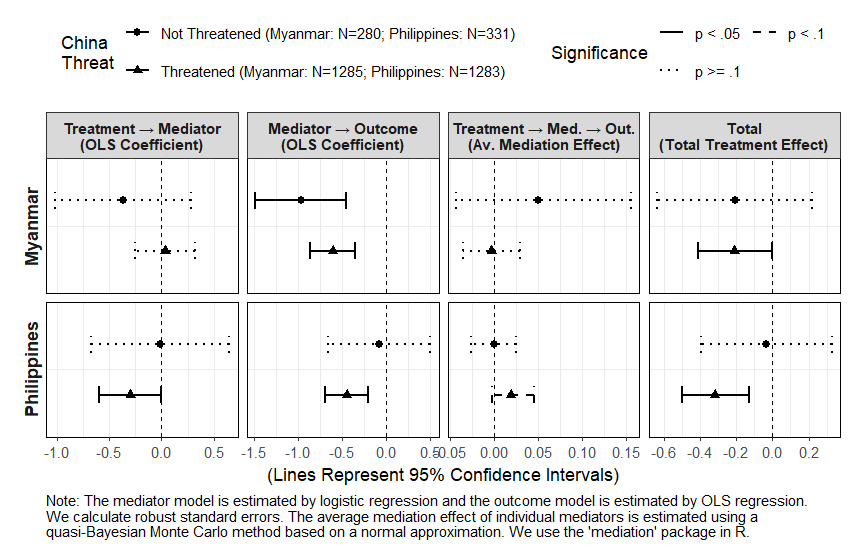 China
Threat
Not Threatened (Myanmar: N=280; Philippines: N=331)
Threatened (Myanmar: N=1285; Philippines: N=1283)
Significance
p < .05
p < .1
p >= .1
Treatment → Mediator
(OLS Coefficient)
Mediator → Outcome
(OLS Coefficient)
Treatment → Med. → Out.
(Av. Mediation Effect)
Total
(Total Treatment Effect)
Myanmar
Philippines
-1.0 -0.5 0.0 0.5
-1.5 -1.0 -0.5 0.0 0.5
0.05 0.00 0.05 0.10 0.15
-0.6 -0.4 -0.2 0.0 0.2
(Lines Represent 95% Confidence Intervals)
Note: The mediator model is estimated by logistic regression and the outcome model is estimated by OLS regression.
We calculate robust standard errors. The average mediation effect of individual mediators is estimated using a
quasi-Bayesian Monte Carlo method based on a normal approximation. We use the 'mediation' package in R.